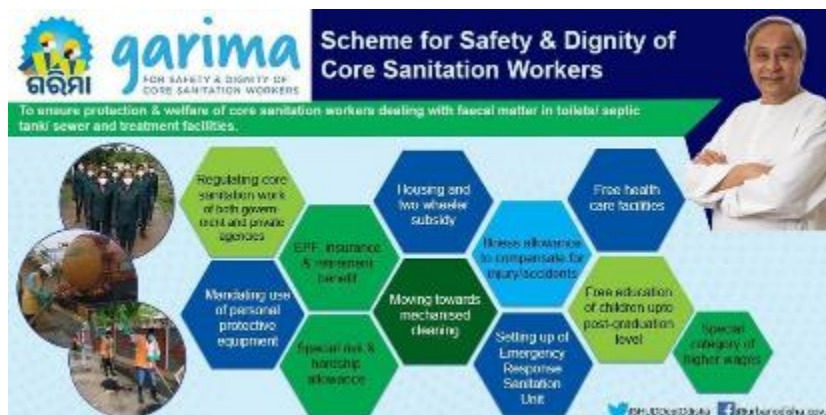 garima
FOR SAFETY & DIGNITY OF
CORE SANITATION WORKERS
ଗରିମା
Scheme for Safety & Dignity of
Core Sanitation Workers
To ensure protection & welfare of core sanitation workers dealing with faecal matter in toilets/ septic
tank/ sewer and treatment facilities.
Regulating core
sanitation work
of both govern-
ment and private
agencies
Housing and
two wheeler
subsidy
Free health
care facilities
EPF, insurance
& retirement
benefit
Illness allowance
to compensate for
injury/accidents
Mandating use
of personal
protective
equipment
Moving towards
mechanised
cleaning
Free education
of children upto
post-graduation
level
Special risk &
hardship
allowance
Setting up of
Emergency
Response
Sanitation
Unit
Special
category of
higher wages